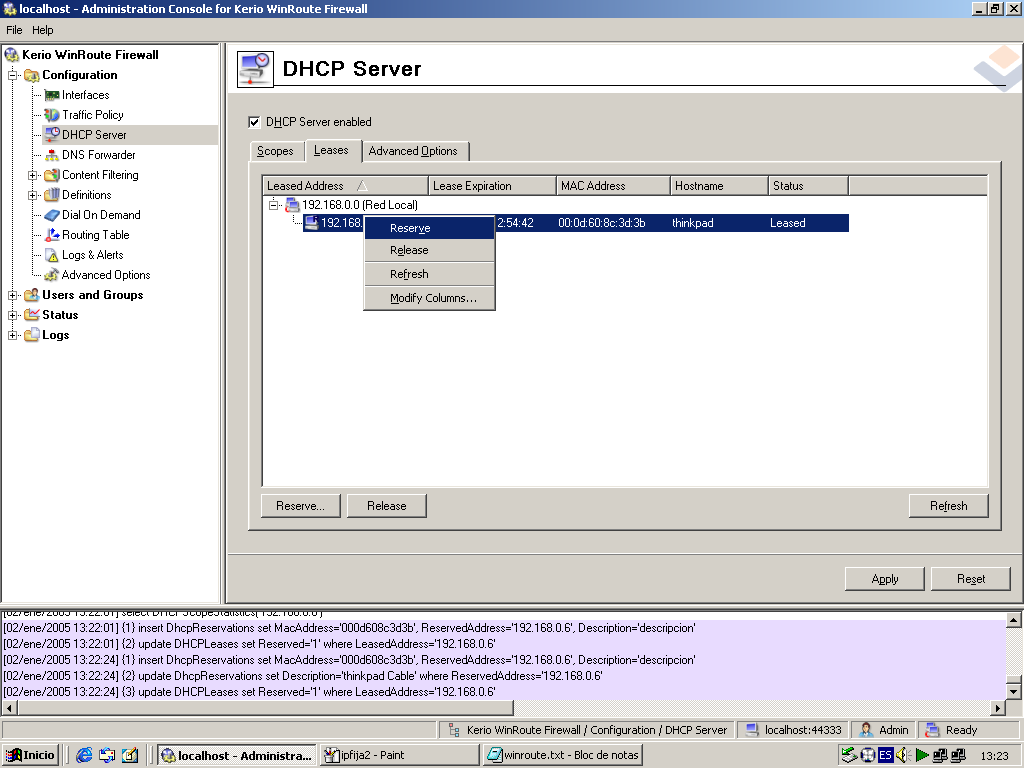 localhost - Administration Console for Kerio WinRoute Firewall
File Help
Kerio WinRoute Firewall
Configuration
Interfaces
Traffic Policy
DHCP Server
DNS Forwarder
Content Filtering
Definitions
Dial On Demand
Routing Table
Logs & Alerts
Advanced Options
Users and Groups
Status
Logs
DHCP Server
DHCP Server enabled
Scopes Leases Advanced Options
Leased Address Lease Expiration MAC Address Hostname Status
192.168.0.0 (Red Local)
192.168. 2:54:42 00:0d:60:8c:3d:3b thinkpad Leased
Reserve
Release
Refresh
Modify Columns...
Reserve... Release Refresh
Apply Reset
[02/ene/2005 13:22:01] select DHCPScopeStatistics('192.168.0.0')
[02/ene/2005 13:22:01] {1} insert DhcpReservations set MacAddress='000d608c3d3b', ReservedAddress='192.168.0.6', Description='descripcion'
[02/ene/2005 13:22:01] {2} update DHCPLeases set Reserved='1' where LeasedAddress='192.168.0.6'
[02/ene/2005 13:22:24] {1} insert DhcpReservations set MacAddress='000d608c3d3b', ReservedAddress='192.168.0.6', Description='descripcion'
[02/ene/2005 13:22:24] {2} update DhcpReservations set Description='thinkpad Cable' where ReservedAddress='192.168.0.6'
[02/ene/2005 13:22:24] {3} update DHCPLeases set Reserved='1' where LeasedAddress='192.168.0.6'
Kerio WinRoute Firewall / Configuration / DHCP Server localhost:44333 Admin Ready
Inicio localhost - Administra... ipfija2 - Paint winroute.txt - Bloc de notas ES 13:23